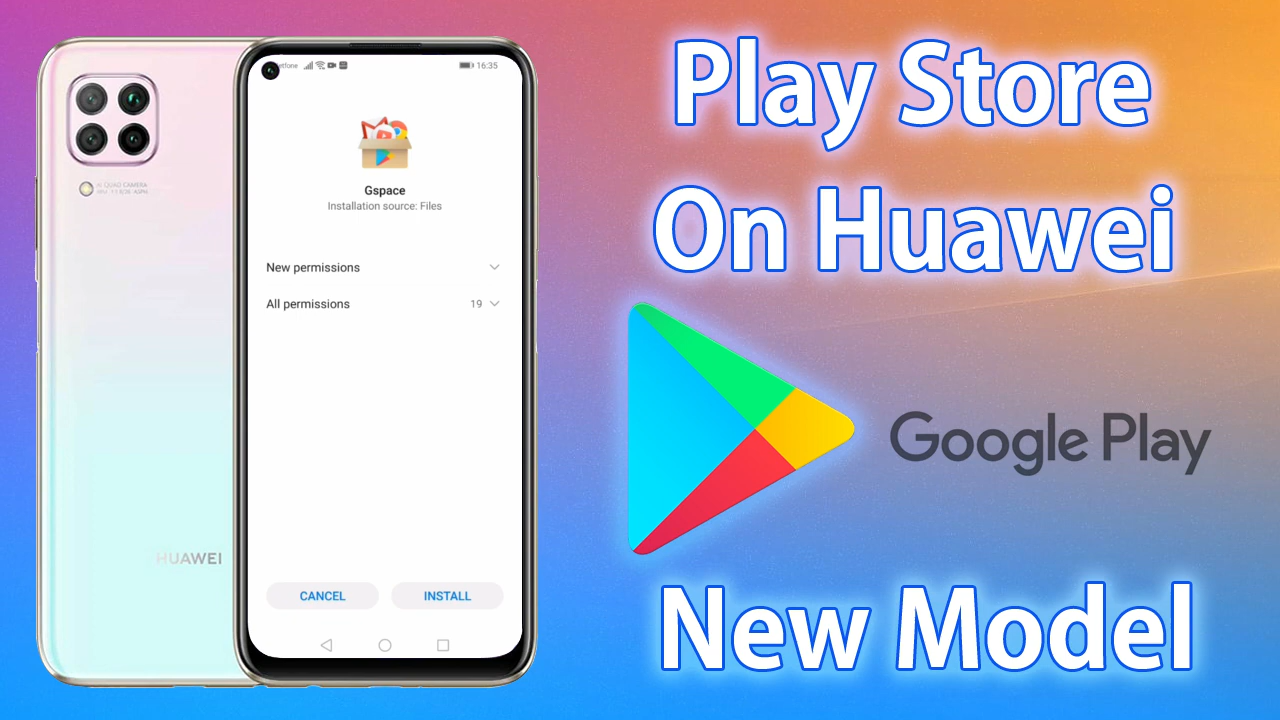 16:35
Gspace
Installation source: Files
New permissions
All permissions 19
CANCEL INSTALL
HUAWEI
Play Store
On Huawei
Google Play
New Model